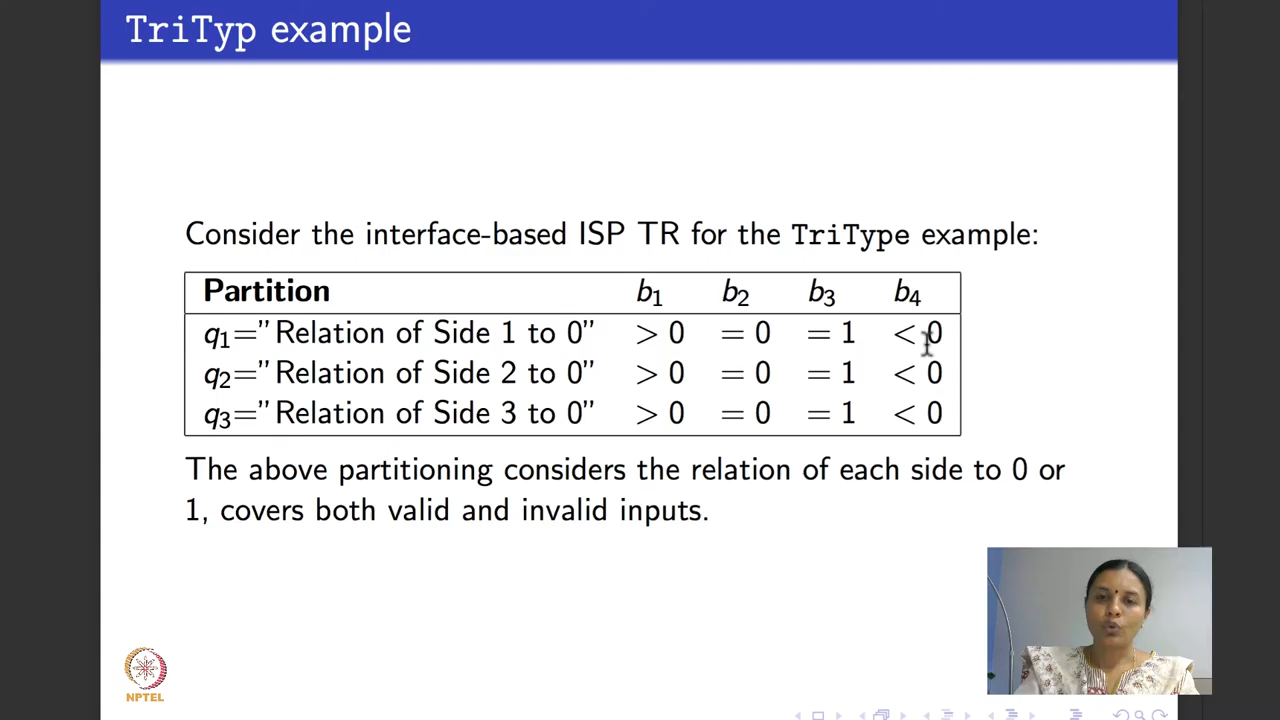 TriTyp example
Consider the interface-based ISP TR for the TriType example:
Partition b₁ b₂ b₃ b₄
q₁="Relation of Side 1 to 0" > 0 = 0 = 1 < 0
q₂="Relation of Side 2 to 0" > 0 = 0 = 1 < 0
q₃="Relation of Side 3 to 0" > 0 = 0 = 1 < 0
The above partitioning considers the relation of each side to 0 or
1, covers both valid and invalid inputs.
NPTEL